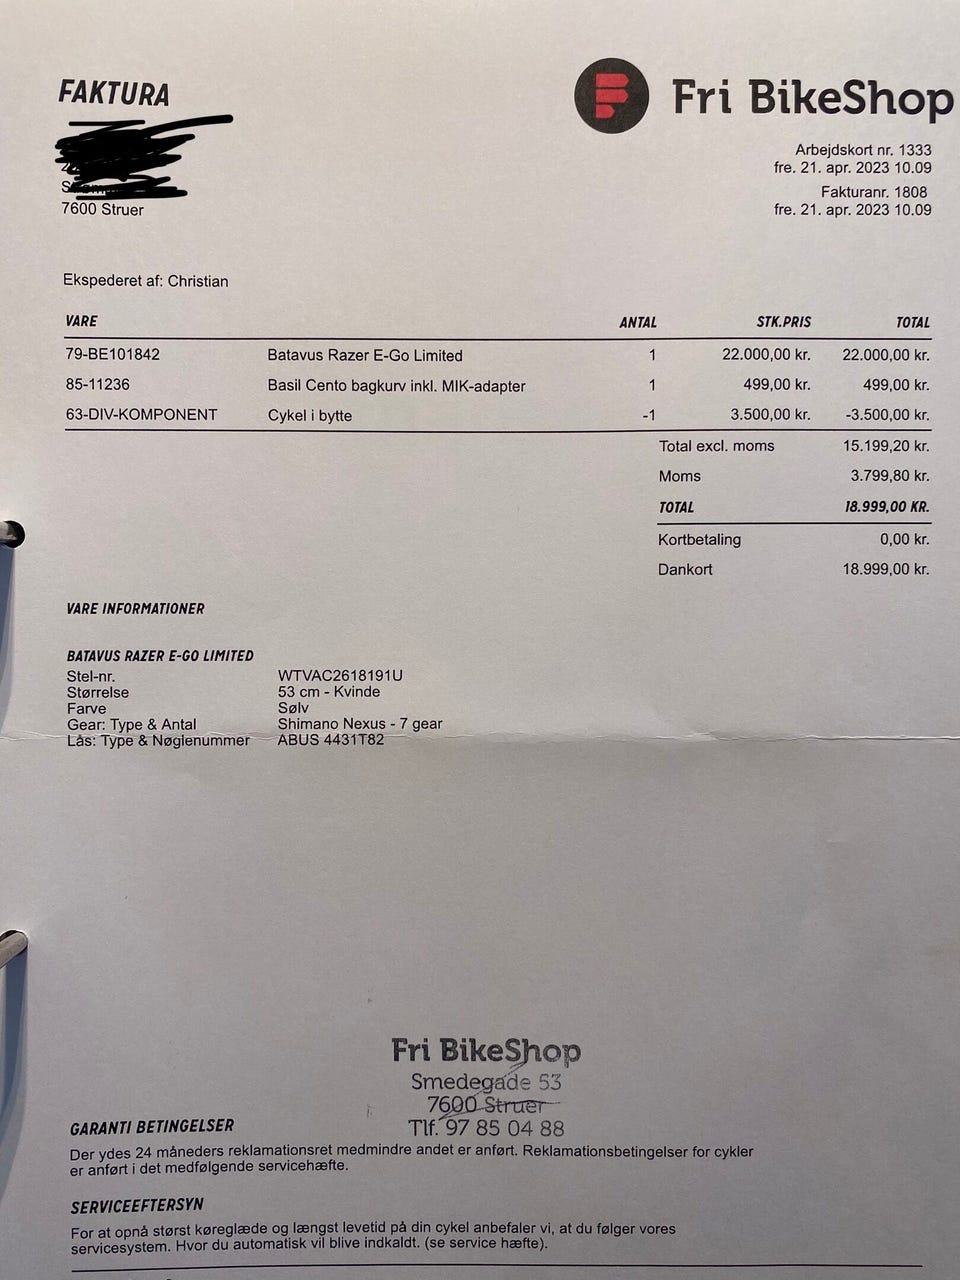 FAKTURA
Fri BikeShop
Arbejdskort nr. 1333
fre. 21. apr. 2023 10.09
Fakturanr. 1808
fre. 21. apr. 2023 10.09
7600 Struer
Ekspederet af: Christian
VARE ANTAL STK.PRIS TOTAL
79-BE101842 Batavus Razer E-Go Limited 1 22.000,00 kr. 22.000,00 kr.
85-11236 Basil Cento bagkurv inkl. MIK-adapter 1 499,00 kr. 499,00 kr.
63-DIV-KOMPONENT Cykel i bytte -1 3.500,00 kr. -3.500,00 kr.
Total excl. moms 15.199,20 kr.
Moms 3.799,80 kr.
TOTAL 18.999,00 KR.
Kortbetaling 0,00 kr.
Dankort 18.999,00 kr.
VARE INFORMATIONER
BATAVUS RAZER E-GO LIMITED
Stel-nr. WTVAC2618191U
Størrelse 53 cm - Kvinde
Farve Sølv
Gear: Type & Antal Shimano Nexus - 7 gear
Lås: Type & Nøglenummer ABUS 4431T82
Fri BikeShop
Smedegade 53
7600 Struer
Tlf. 97 85 04 88
GARANTI BETINGELSER
Der ydes 24 måneders reklamationsret medmindre andet er anført. Reklamationsbetingelser for cykler
er anført i det medfølgende servicehæfte.
SERVICEEFTERSYN
For at opnå størst køreglæde og længst levetid på din cykel anbefaler vi, at du følger vores
servicesystem. Hvor du automatisk vil blive indkaldt. (se service hæfte).